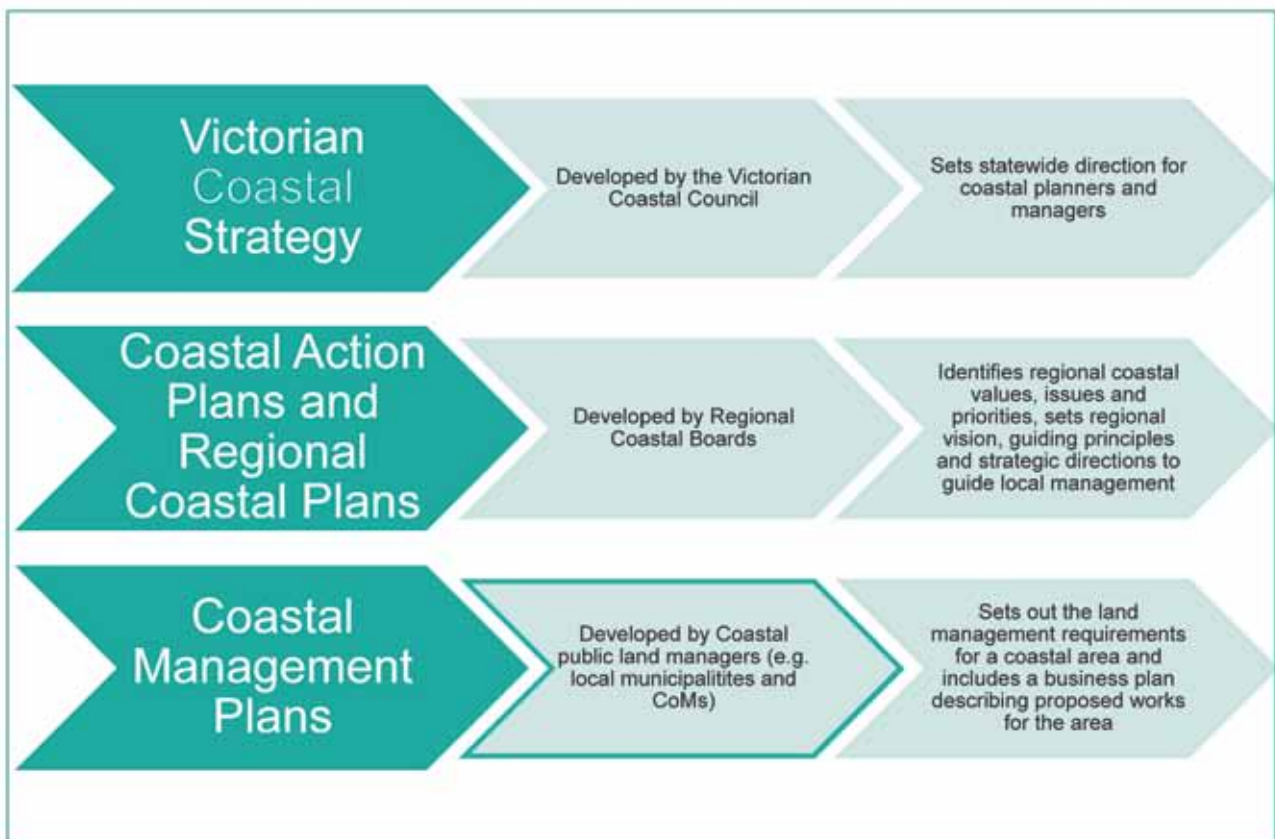 Victorian
Coastal
Strategy
Developed by the Victorian
Coastal Council
Sets statewide direction for
coastal planners and
managers
Coastal Action
Plans and
Regional
Coastal Plans
Developed by Regional
Coastal Boards
Identifies regional coastal
values, issues and
priorities, sets regional
vision, guiding principles
and strategic directions to
guide local management
Coastal
Management
Plans
Developed by Coastal
public land managers (e.g.
local municipalitites and
CoMs)
Sets out the land
management requirements
for a coastal area and
includes a business plan
describing proposed works
for the area